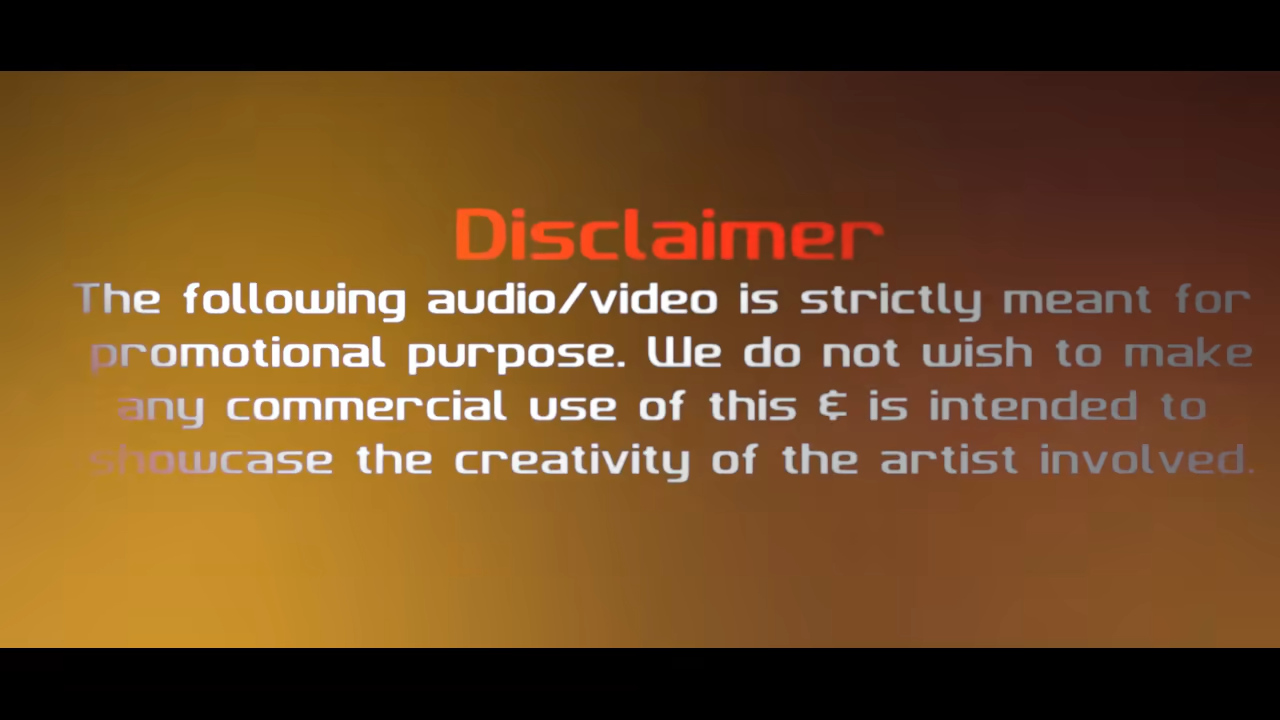 Disclaimer
The following audio/video is strictly meant for
promotional purpose. We do not wish to make
any commercial use of this & is intended to
showcase the creativity of the artist involved.